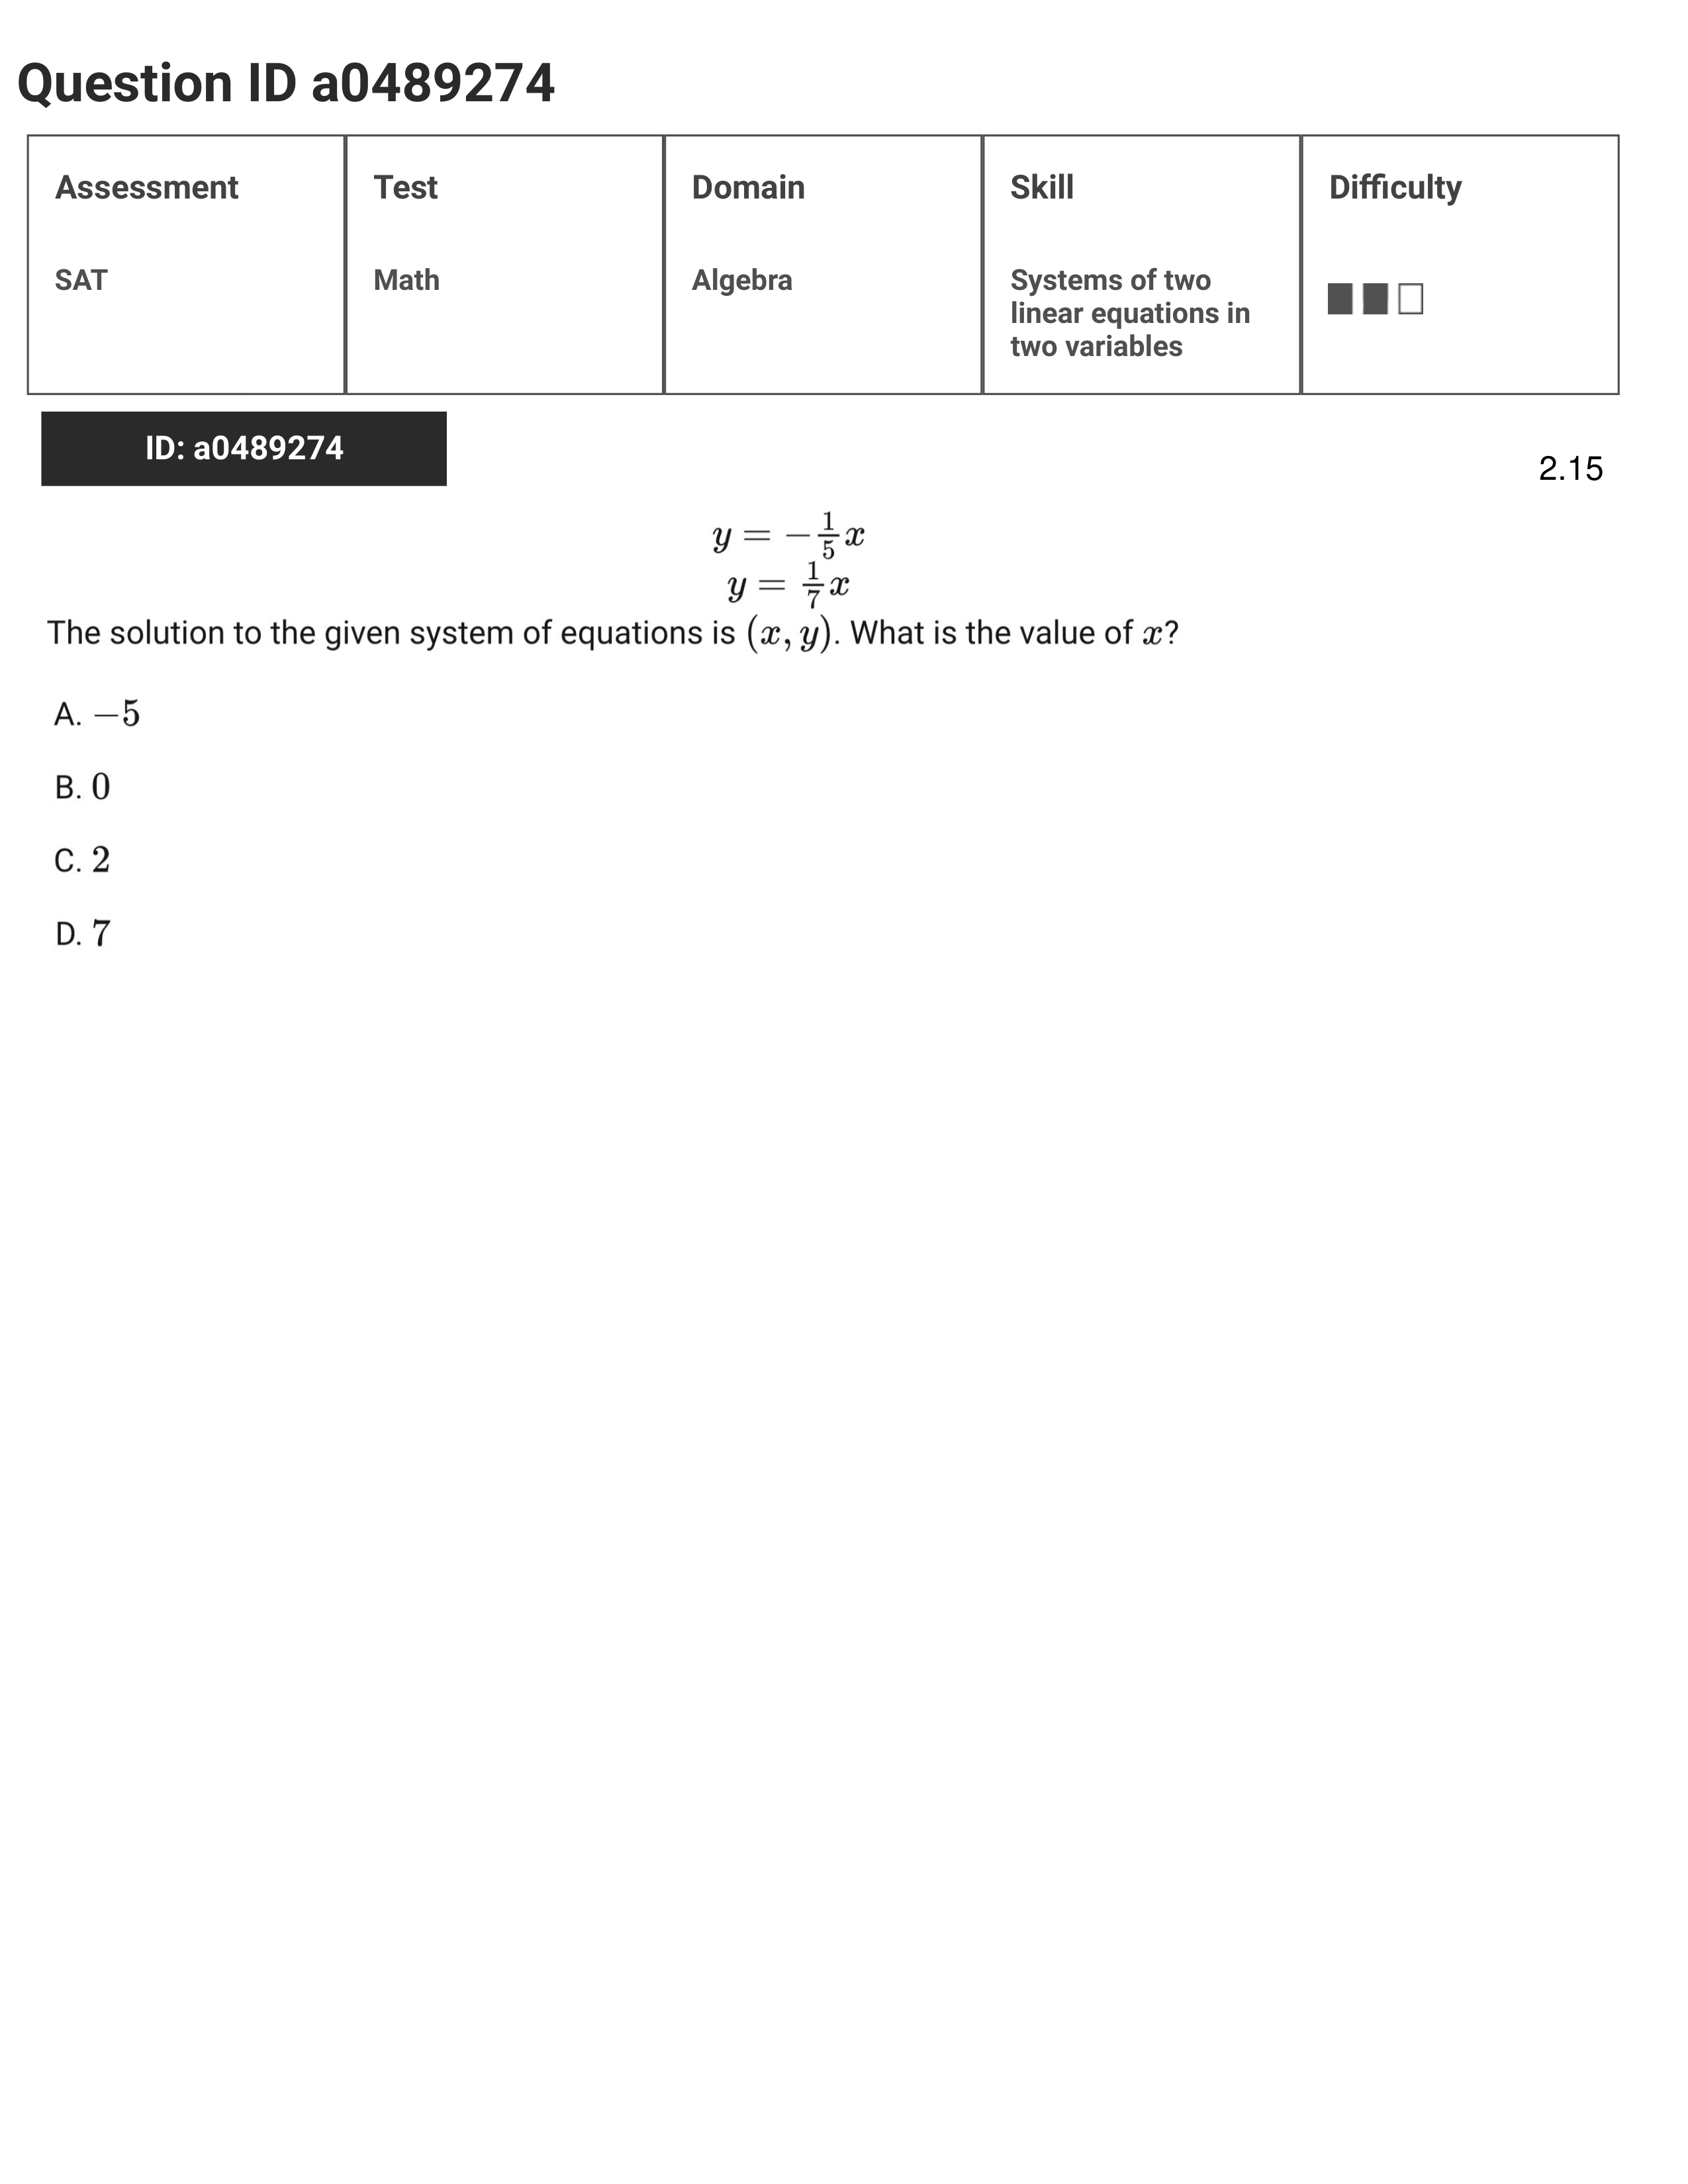 Question ID a0489274
Assessment
Test
Domain
Skill
Difficulty
SAT
Math
Algebra
Systems of two
linear equations in
two variables
ID: a0489274
2.15
y = -1/5 x
y = 1/7 x
The solution to the given system of equations is (x, y). What is the value of x?
A. -5
B. 0
C. 2
D. 7